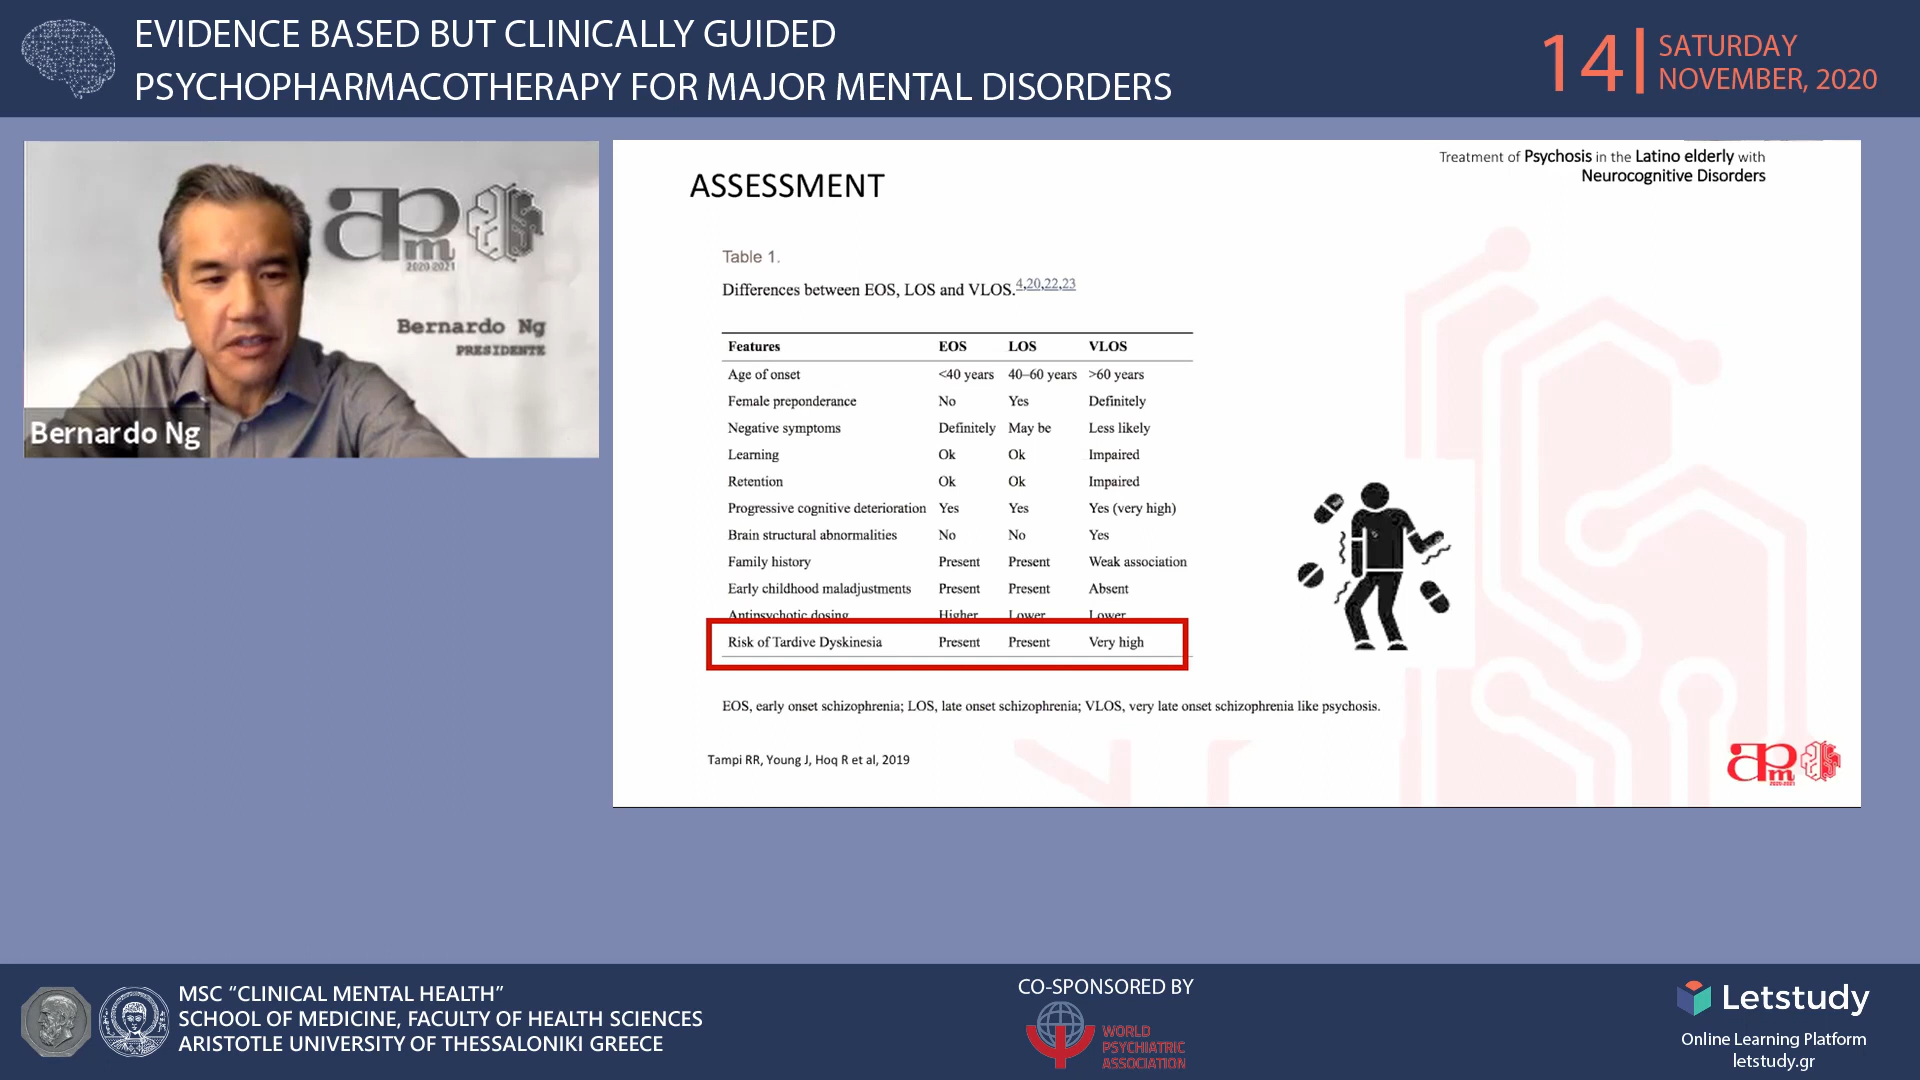 EVIDENCE BASED BUT CLINICALLY GUIDED
PSYCHOPHARMACOTHERAPY FOR MAJOR MENTAL DISORDERS
14
SATURDAY
NOVEMBER, 2020
apm
2020-2021
Bernardo Ng
PRESIDENTE
Bernardo Ng
Treatment of Psychosis in the Latino elderly with
Neurocognitive Disorders
ASSESSMENT
Table 1.
Differences between EOS, LOS and VLOS.4,20,22,23
Features EOS LOS VLOS
Age of onset <40 years 40–60 years >60 years
Female preponderance No Yes Definitely
Negative symptoms Definitely May be Less likely
Learning Ok Ok Impaired
Retention Ok Ok Impaired
Progressive cognitive deterioration Yes Yes Yes (very high)
Brain structural abnormalities No No Yes
Family history Present Present Weak association
Early childhood maladjustments Present Present Absent
Antipsychotic dosing Higher Lower Lower
Risk of Tardive Dyskinesia Present Present Very high
EOS, early onset schizophrenia; LOS, late onset schizophrenia; VLOS, very late onset schizophrenia like psychosis.
Tampi RR, Young J, Hoq R et al, 2019
apm
2020-2021
MSC “CLINICAL MENTAL HEALTH”
SCHOOL OF MEDICINE, FACULTY OF HEALTH SCIENCES
ARISTOTLE UNIVERSITY OF THESSALONIKI GREECE
CO-SPONSORED BY
WORLD
PSYCHIATRIC
ASSOCIATION
Letstudy
Online Learning Platform
letstudy.gr